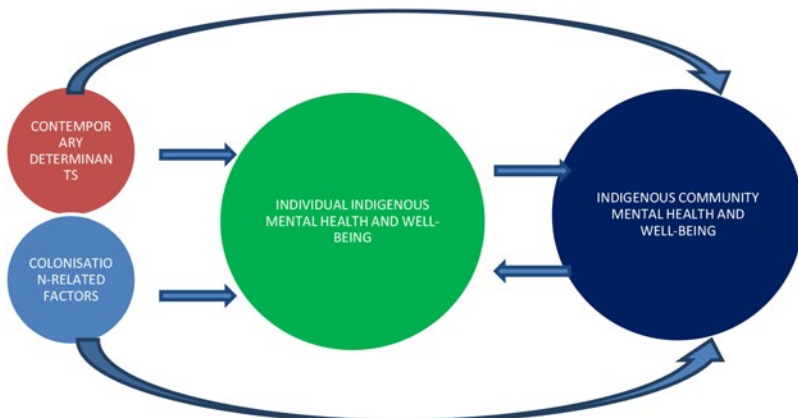 CONTEMPOR
ARY
DETERMINAN
TS
COLONISATIO
N-RELATED
FACTORS
INDIVIDUAL INDIGENOUS
MENTAL HEALTH AND WELL-
BEING
INDIGENOUS COMMUNITY
MENTAL HEALTH AND
WELL-BEING